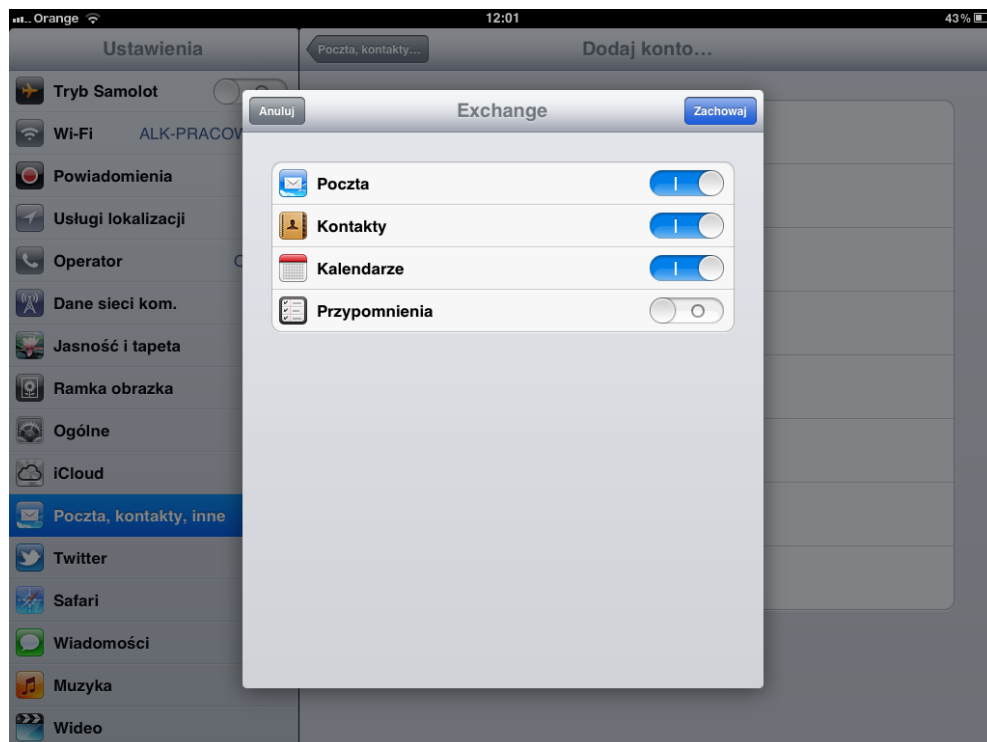 Orange 12:01 43%
Ustawienia
Poczta, kontakty...
Dodaj konto...
Tryb Samolot
Wi-Fi ALK-PRACOW
Powiadomienia
Usługi lokalizacji
Operator
Dane sieci kom.
Jasność i tapeta
Ramka obrazka
Ogólne
iCloud
Poczta, kontakty, inne
Twitter
Safari
Wiadomości
Muzyka
Wideo
Anuluj
Exchange
Zachowaj
Poczta
Kontakty
Kalendarze
Przypomnienia